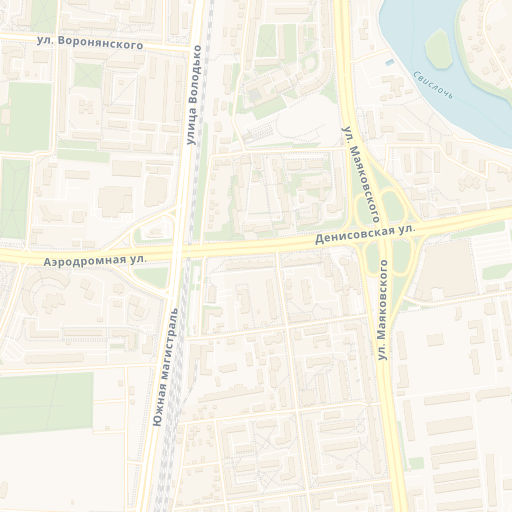 ул. Воронянского
улица Володько
Свислочь
ул. Маяковского
Денисовская ул.
Аэродромная ул.
ул. Маяковского
Южная магистраль